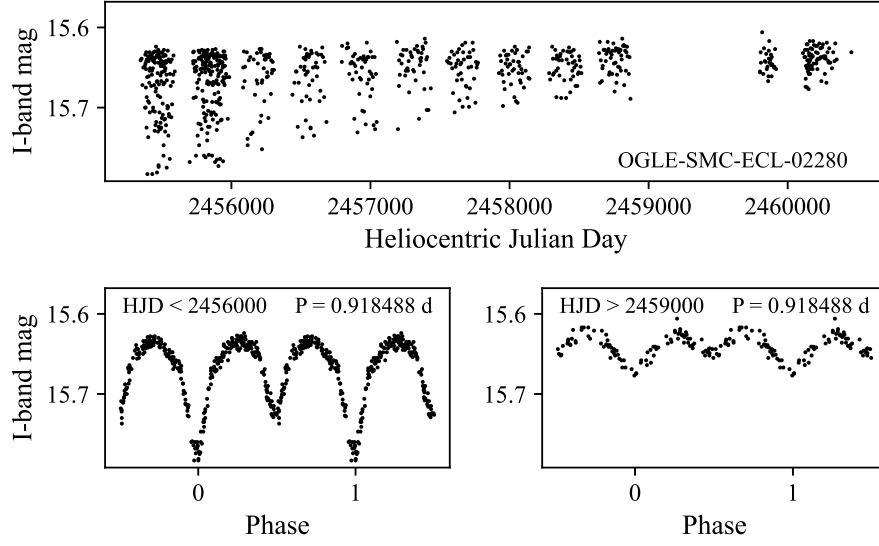 I-band mag
15.6
15.7
OGLE-SMC-ECL-02280
2456000 2457000 2458000 2459000 2460000
Heliocentric Julian Day
I-band mag
15.6
15.7
HJD < 2456000 P = 0.918488 d
0 1
Phase
15.6
15.7
HJD > 2459000 P = 0.918488 d
0 1
Phase